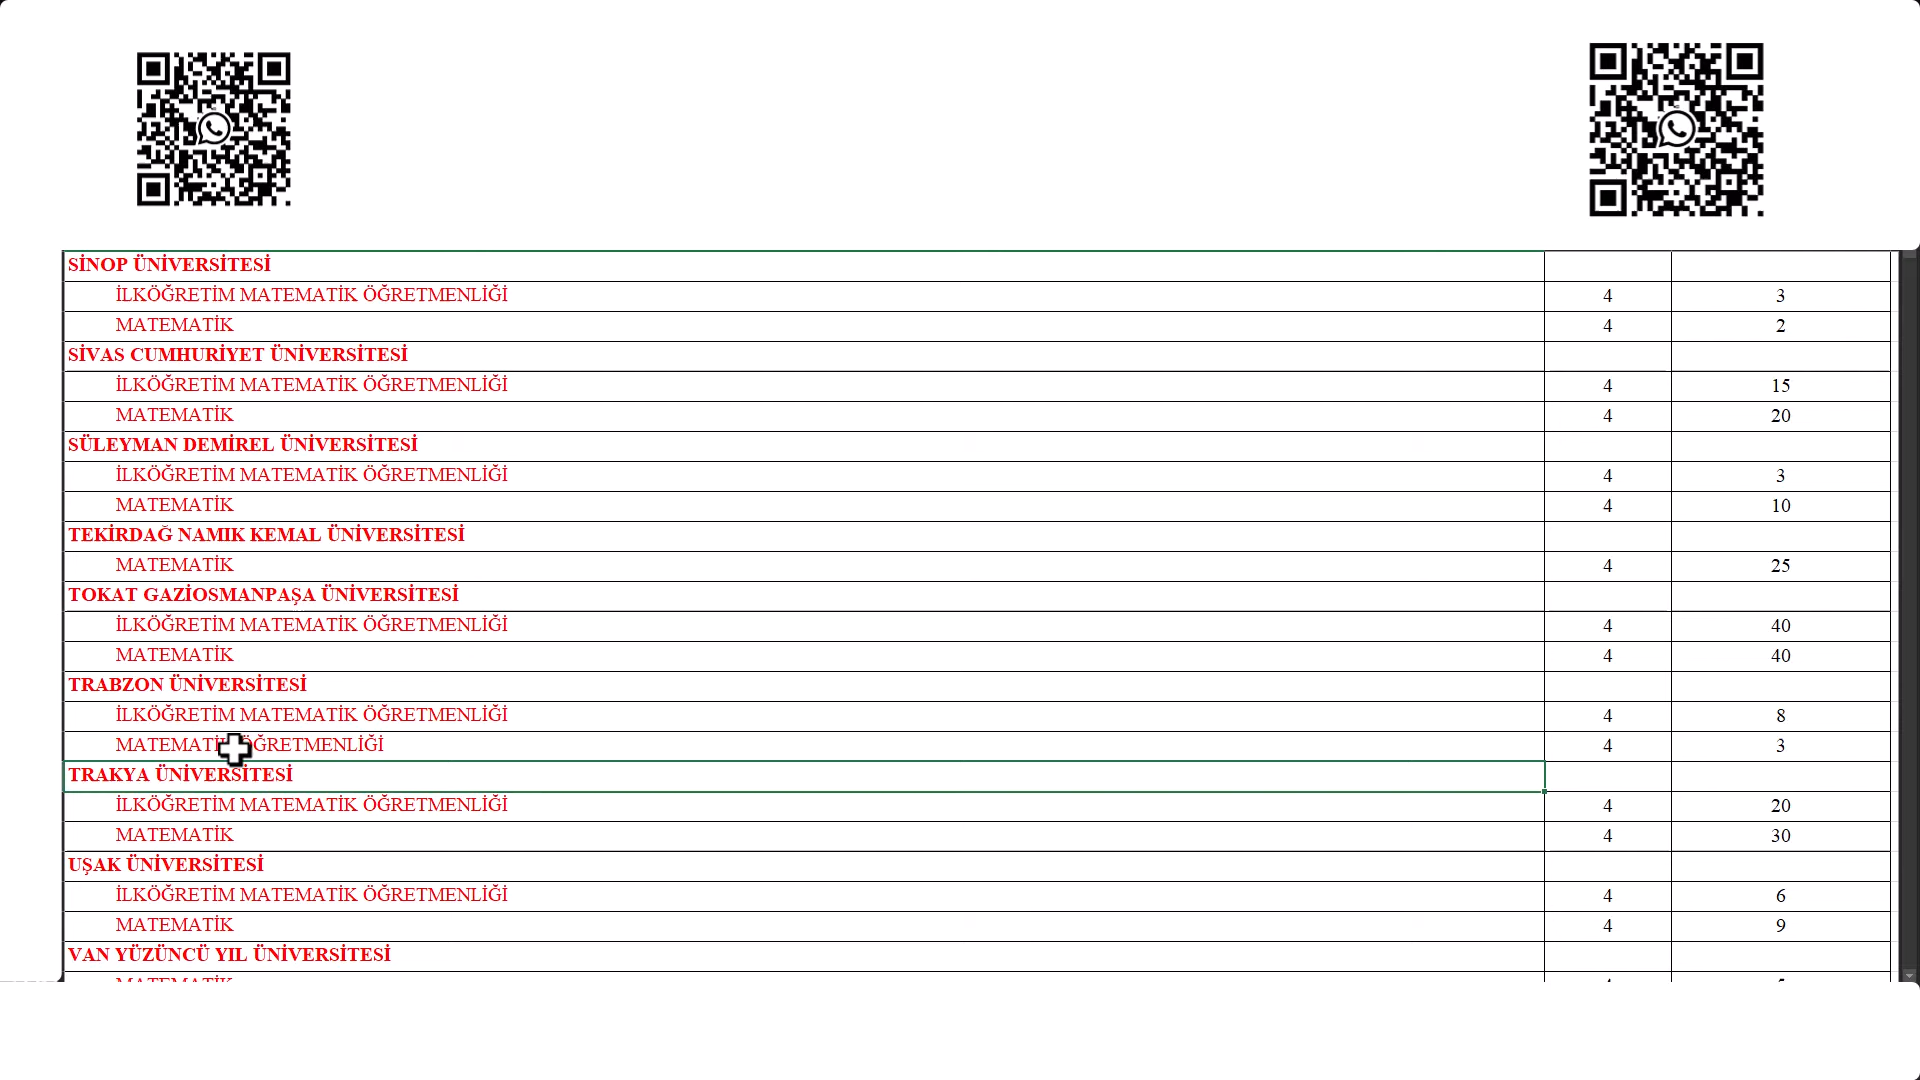 SİNOP ÜNİVERSİTESİ
İLKÖĞRETİM MATEMATİK ÖĞRETMENLİĞİ 4 3
MATEMATİK 4 2
SİVAS CUMHURİYET ÜNİVERSİTESİ
İLKÖĞRETİM MATEMATİK ÖĞRETMENLİĞİ 4 15
MATEMATİK 4 20
SÜLEYMAN DEMİREL ÜNİVERSİTESİ
İLKÖĞRETİM MATEMATİK ÖĞRETMENLİĞİ 4 3
MATEMATİK 4 10
TEKİRDAĞ NAMIK KEMAL ÜNİVERSİTESİ
MATEMATİK 4 25
TOKAT GAZİOSMANPAŞA ÜNİVERSİTESİ
İLKÖĞRETİM MATEMATİK ÖĞRETMENLİĞİ 4 40
MATEMATİK 4 40
TRABZON ÜNİVERSİTESİ
İLKÖĞRETİM MATEMATİK ÖĞRETMENLİĞİ 4 8
MATEMATİK ÖĞRETMENLİĞİ 4 3
TRAKYA ÜNİVERSİTESİ
İLKÖĞRETİM MATEMATİK ÖĞRETMENLİĞİ 4 20
MATEMATİK 4 30
UŞAK ÜNİVERSİTESİ
İLKÖĞRETİM MATEMATİK ÖĞRETMENLİĞİ 4 6
MATEMATİK 4 9
VAN YÜZÜNCÜ YIL ÜNİVERSİTESİ
MATEMATİK